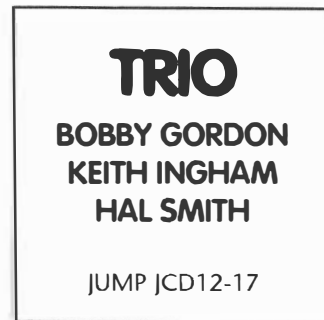 TRIO
BOBBY GORDON
KEITH INGHAM
HAL SMITH
JUMP JCD12-17